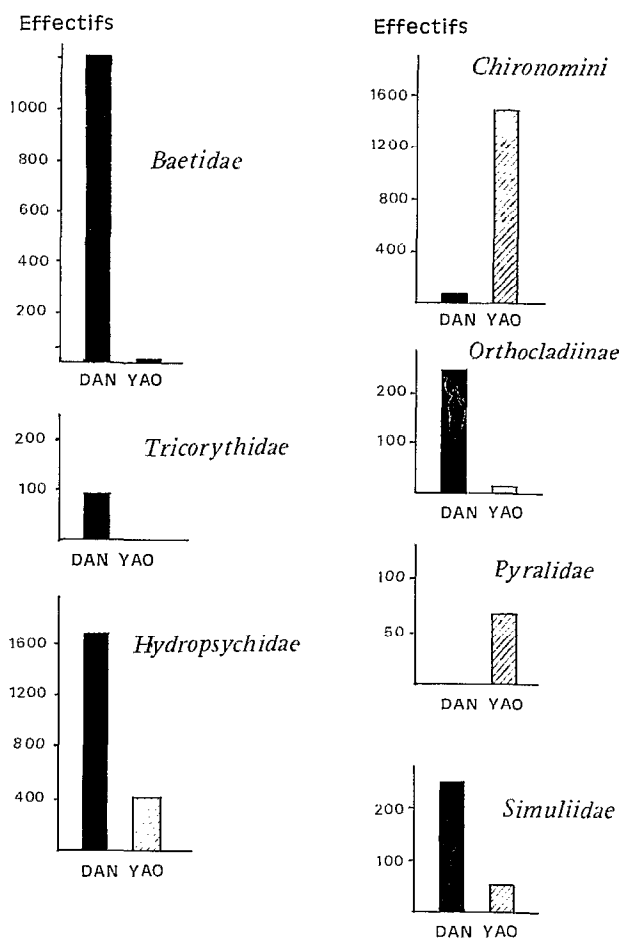 Effectifs
1000
800
600
400
200
Baetidae
DAN YAO
200
100
Tricorythidae
DAN YAO
1600
1200
800
400
Hydropsychidae
DAN YAO
Effectifs
Chironomini
1600
1200
800
400
DAN YAO
Orthocladiinae
200
100
DAN YAO
Pyralidae
100
50
DAN YAO
200
100
Simuliidae
DAN YAO